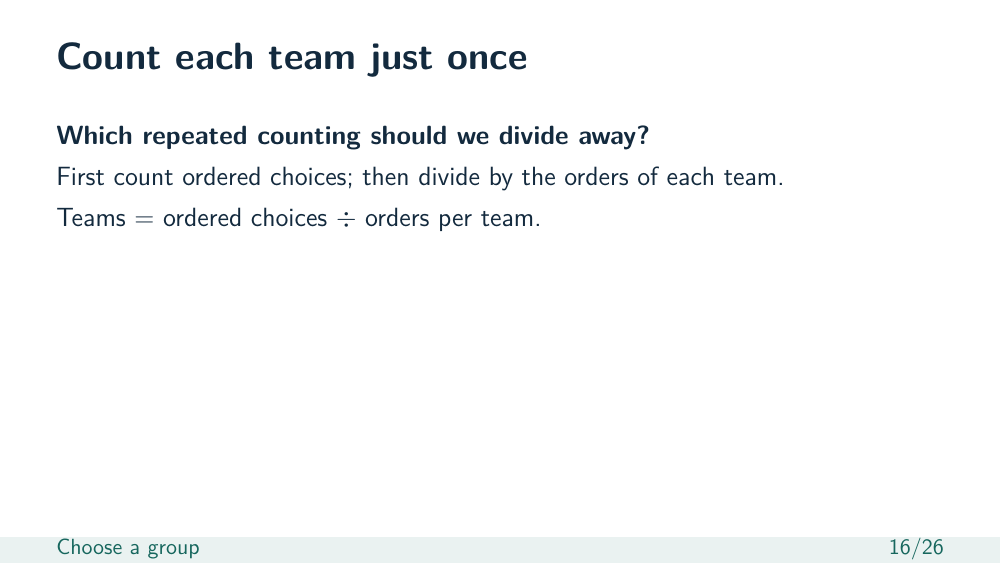 Count each team just once
Which repeated counting should we divide away?
First count ordered choices; then divide by the orders of each team.
Teams = ordered choices ÷ orders per team.
Choose a group
16/26